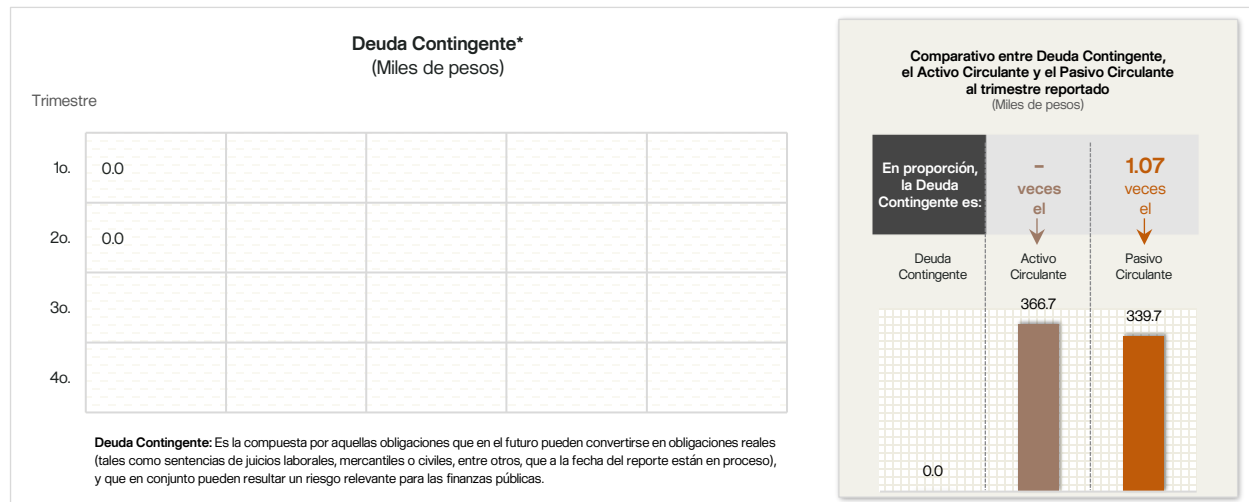 Deuda Contingente*
(Miles de pesos)
Trimestre
1o. 0.0
2o. 0.0
3o.
4o.
Deuda Contingente: Es la compuesta por aquellas obligaciones que en el futuro pueden convertirse en obligaciones reales
(tales como sentencias de juicios laborales, mercantiles o civiles, entre otros, que a la fecha del reporte están en proceso),
y que en conjunto pueden resultar un riesgo relevante para las finanzas públicas.
Comparativo entre Deuda Contingente,
el Activo Circulante y el Pasivo Circulante
al trimestre reportado
(Miles de pesos)
En proporción,
la Deuda
Contingente es:
–
veces
el
1.07
veces
el
Deuda
Contingente
Activo
Circulante
Pasivo
Circulante
366.7
339.7
0.0